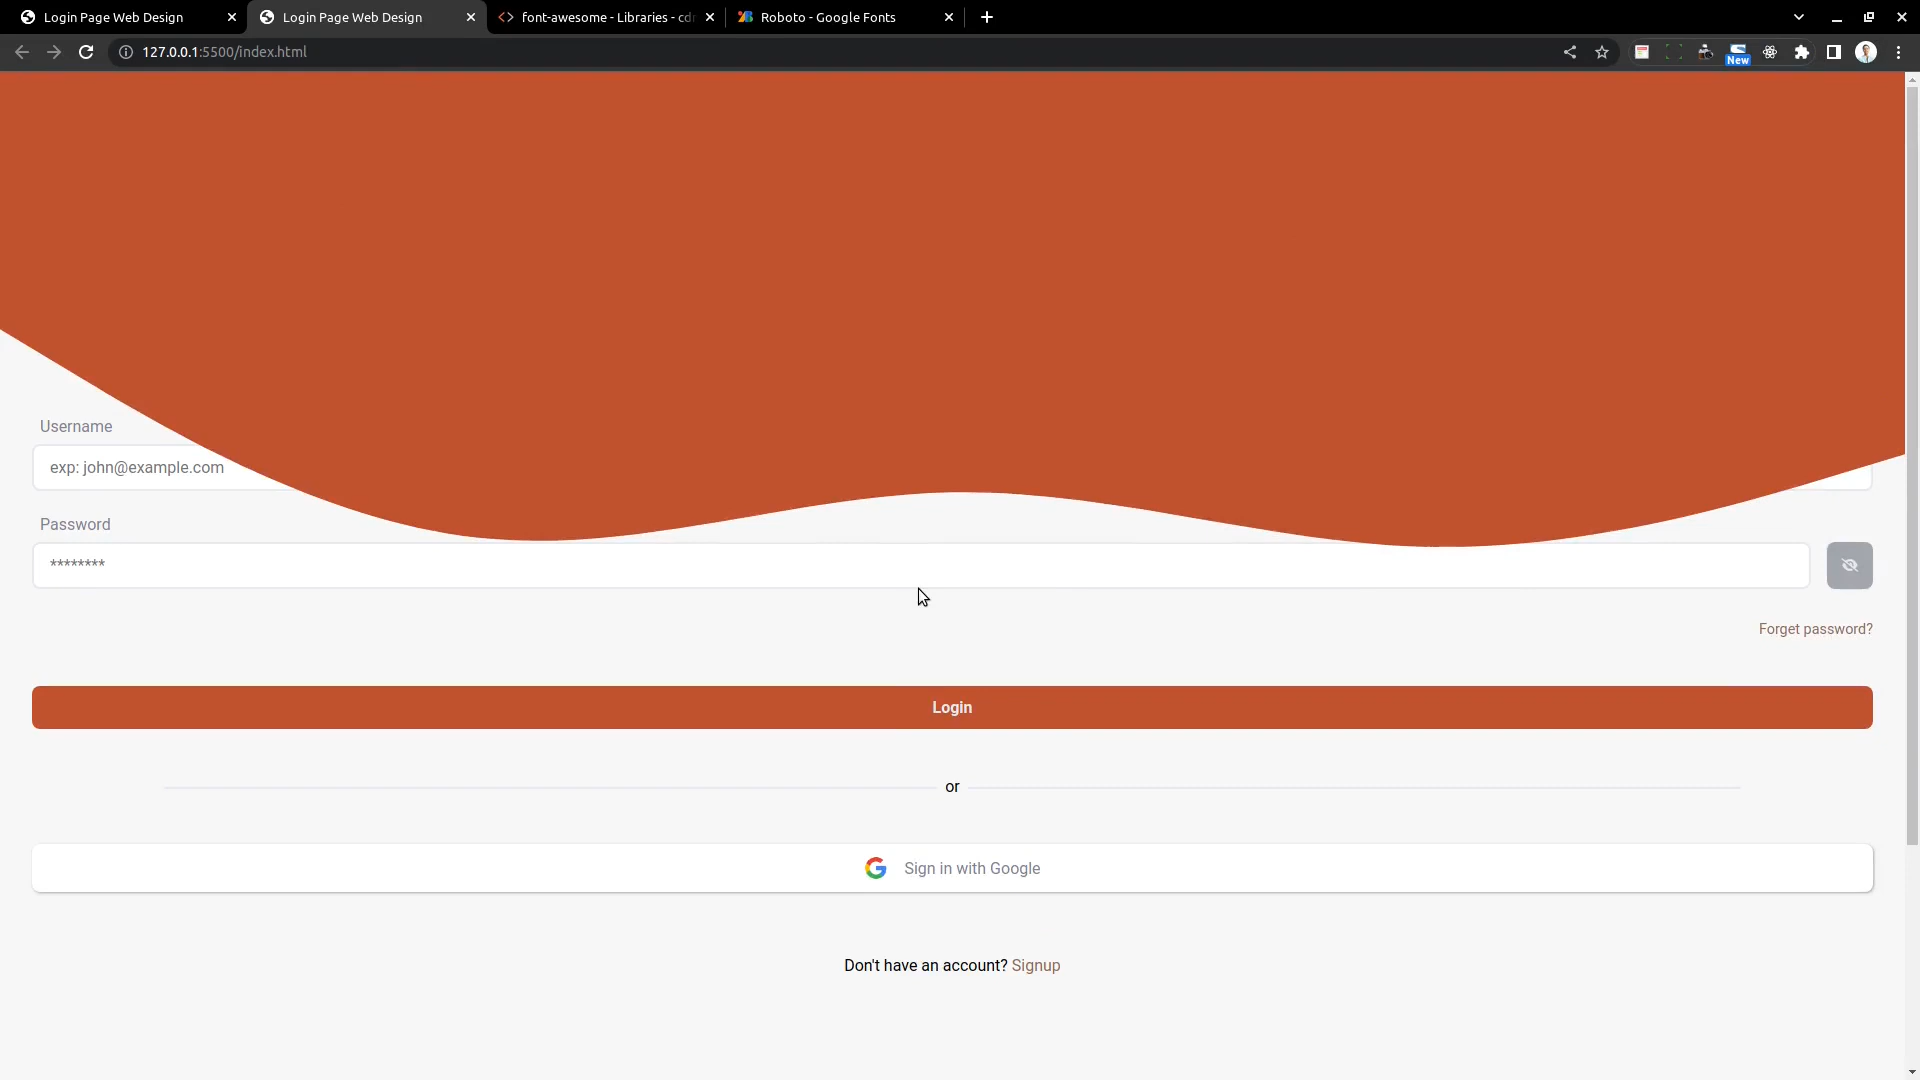 Login Page Web Design
Login Page Web Design
font-awesome - Libraries - cd
Roboto - Google Fonts
127.0.0.1:5500/index.html
New
Username
exp: john@example.com
Password
********
Forget password?
Login
or
Sign in with Google
Don't have an account? Signup